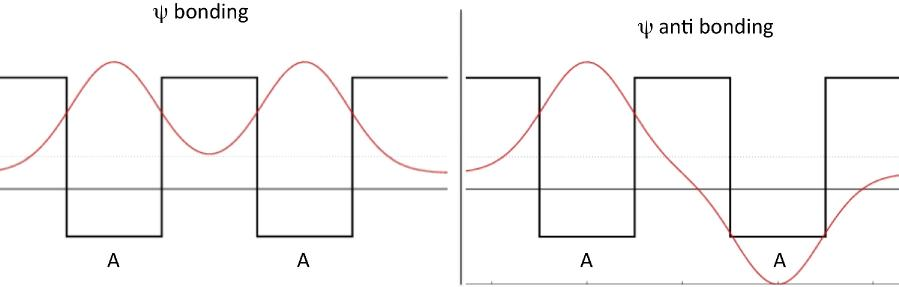 ψ bonding
ψ anti bonding
A A
A A